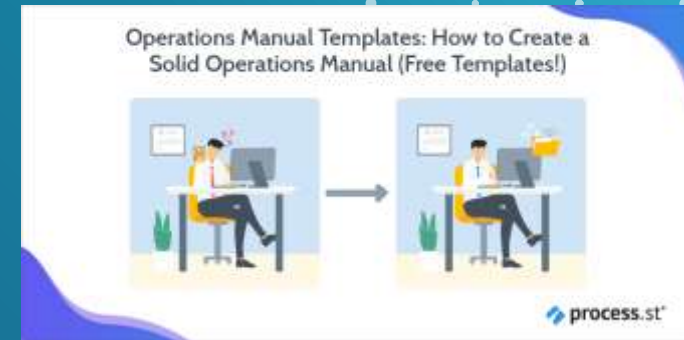 Operations Manual Templates: How to Create a
Solid Operations Manual (Free Templates!)
process.st